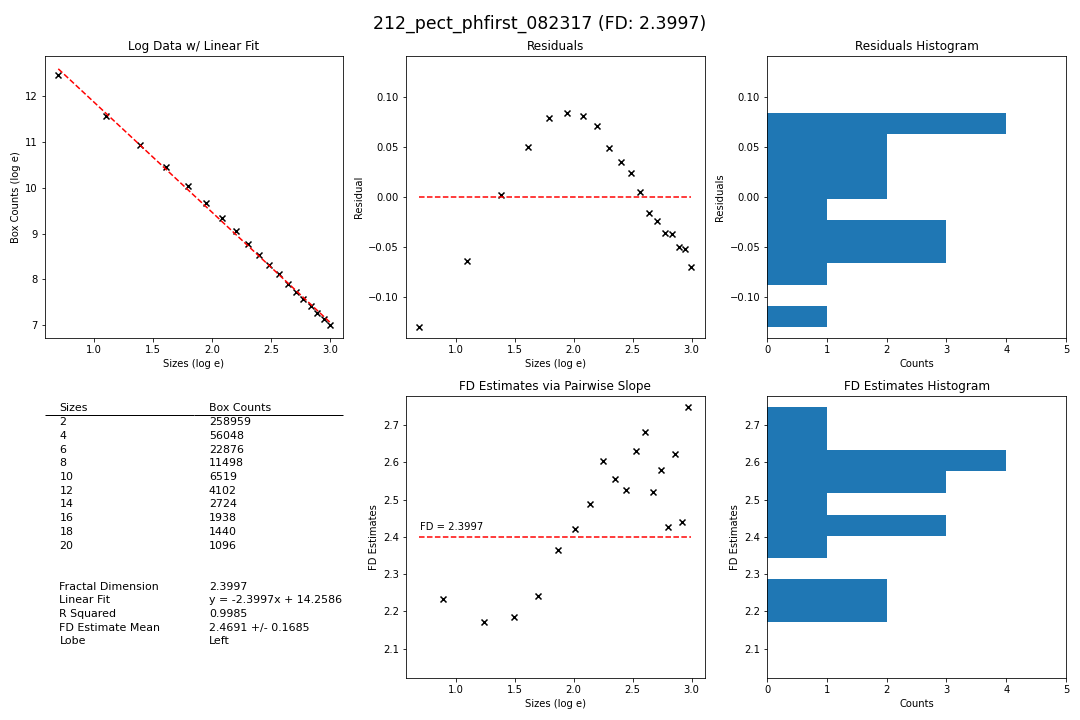 212_pect_phfirst_082317 (FD: 2.3997)
Log Data w/ Linear Fit
Box Counts (log e)
12
11
10
9
8
7
1.0 1.5 2.0 2.5 3.0
Sizes (log e)
Residuals
Residual
0.10
0.05
0.00
−0.05
−0.10
1.0 1.5 2.0 2.5 3.0
Sizes (log e)
Residuals Histogram
Residuals
0.10
0.05
0.00
−0.05
−0.10
0 1 2 3 4 5
Counts
Sizes Box Counts
2 258959
4 56048
6 22876
8 11498
10 6519
12 4102
14 2724
16 1938
18 1440
20 1096
Fractal Dimension 2.3997
Linear Fit y = -2.3997x + 14.2586
R Squared 0.9985
FD Estimate Mean 2.4691 +/- 0.1685
Lobe Left
FD Estimates via Pairwise Slope
FD Estimates
2.7
2.6
2.5
2.4
2.3
2.2
2.1
FD = 2.3997
1.0 1.5 2.0 2.5 3.0
Sizes (log e)
FD Estimates Histogram
FD Estimates
2.7
2.6
2.5
2.4
2.3
2.2
2.1
0 1 2 3 4 5
Counts